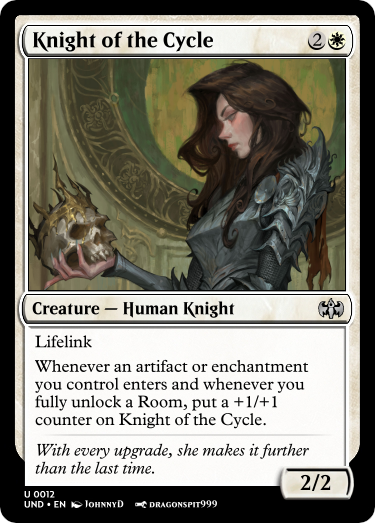 Knight of the Cycle 2
Creature — Human Knight
Lifelink
Whenever an artifact or enchantment
you control enters and whenever you
fully unlock a Room, put a +1/+1
counter on Knight of the Cycle.
With every upgrade, she makes it further
than the last time.
2/2
U 0012
UND • EN JOHNNYD DRAGONSPIT999